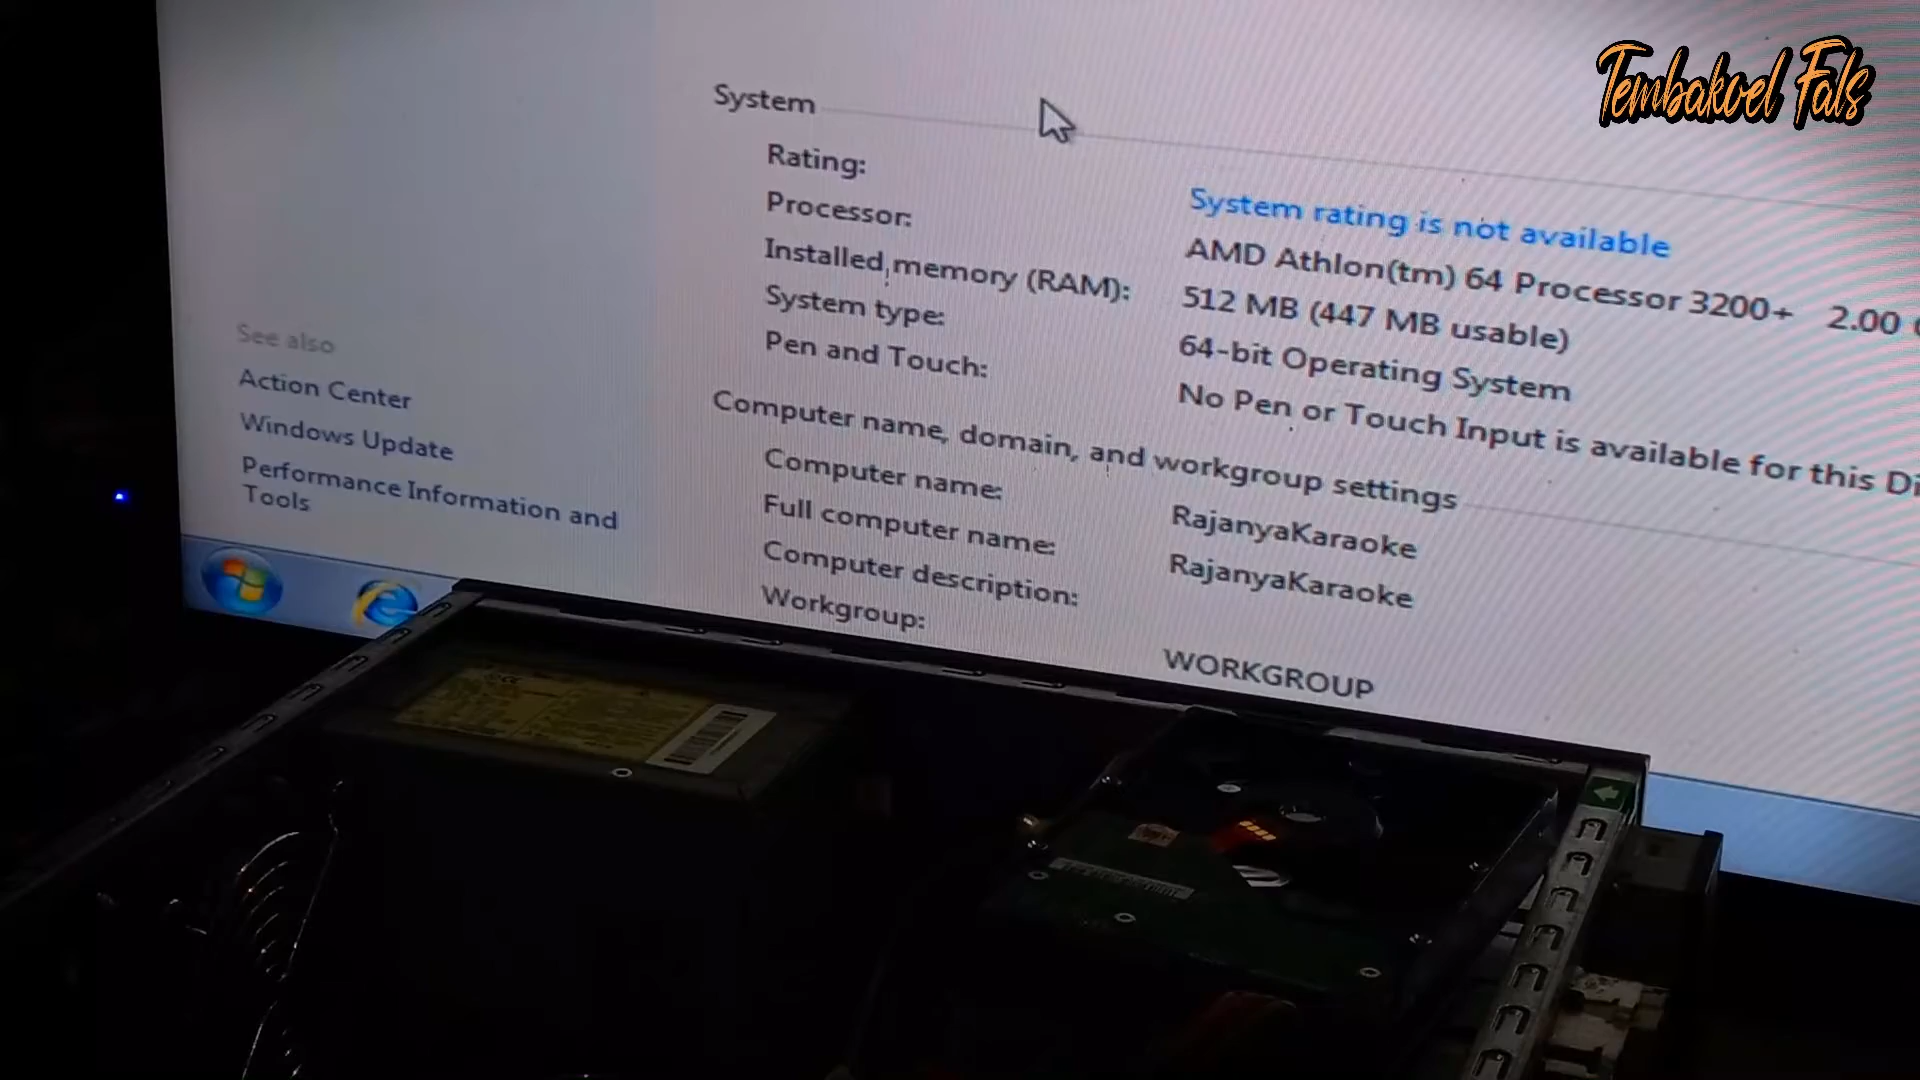 Tembakoel Fals
System
Rating:
System rating is not available
Processor:
AMD Athlon(tm) 64 Processor 3200+ 2.00
Installed memory (RAM):
512 MB (447 MB usable)
System type:
64-bit Operating System
Pen and Touch:
No Pen or Touch Input is available for this Di
Computer name, domain, and workgroup settings
Computer name:
RajanyaKaraoke
Full computer name:
RajanyaKaraoke
Computer description:
Workgroup:
WORKGROUP
See also
Action Center
Windows Update
Performance Information and
Tools